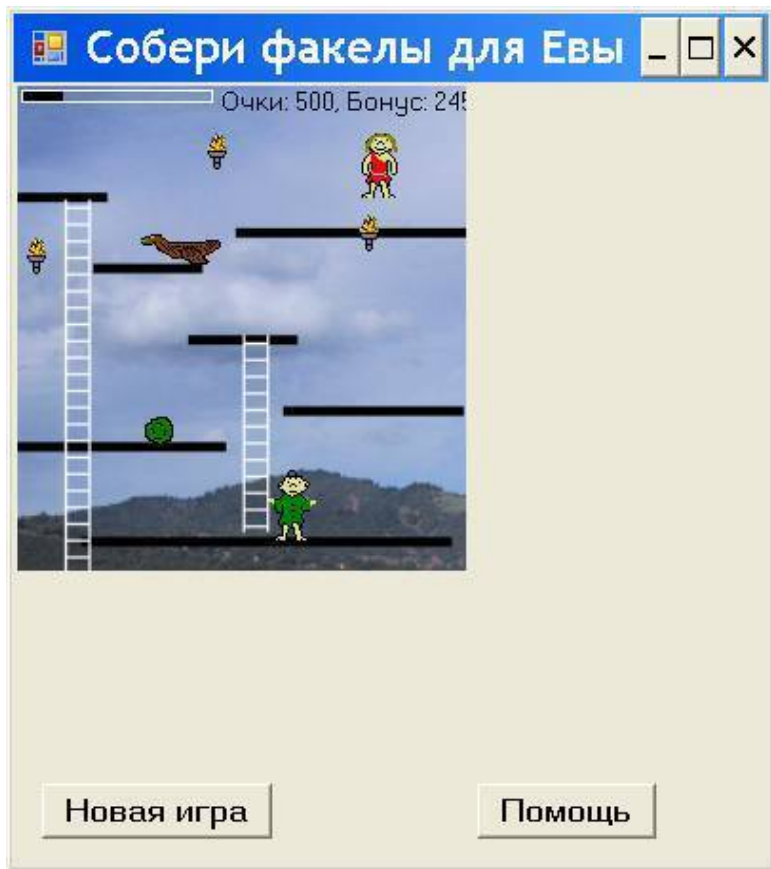 Собери факелы для Евы
Очки: 500, Бонус: 245
Новая игра
Помощь